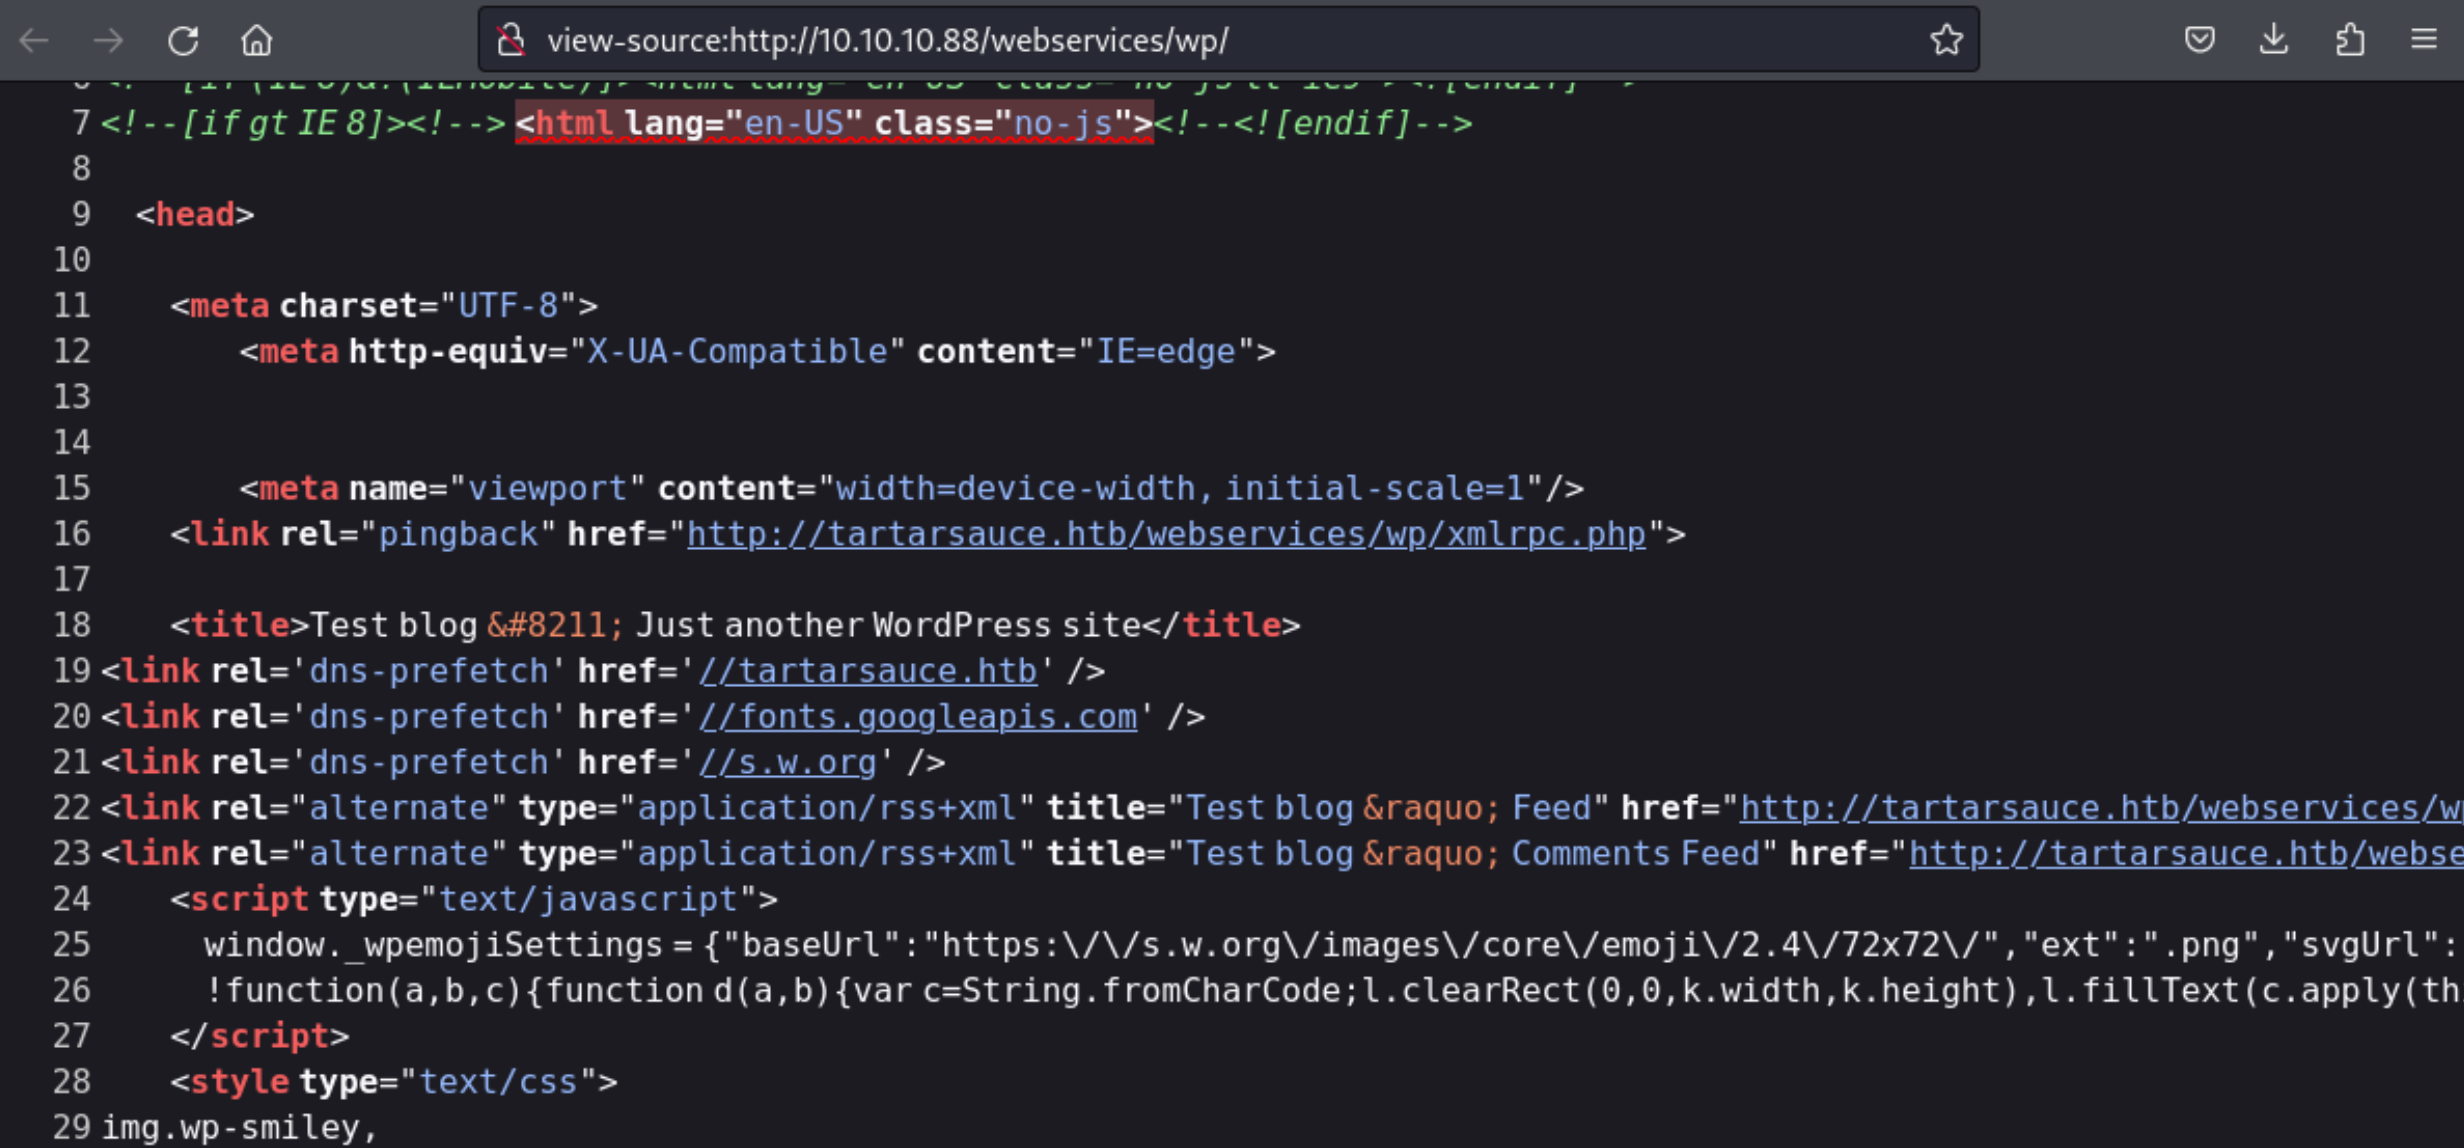 view-source:http://10.10.10.88/webservices/wp/
7 <!--[if gt IE 8]><!--> <html lang="en-US" class="no-js"><!--<![endif]-->
8
9 <head>
10
11 <meta charset="UTF-8">
12 <meta http-equiv="X-UA-Compatible" content="IE=edge">
13
14
15 <meta name="viewport" content="width=device-width, initial-scale=1"/>
16 <link rel="pingback" href="http://tartarsauce.htb/webservices/wp/xmlrpc.php">
17
18 <title>Test blog &#8211; Just another WordPress site</title>
19 <link rel='dns-prefetch' href='//tartarsauce.htb' />
20 <link rel='dns-prefetch' href='//fonts.googleapis.com' />
21 <link rel='dns-prefetch' href='//s.w.org' />
22 <link rel="alternate" type="application/rss+xml" title="Test blog &raquo; Feed" href="http://tartarsauce.htb/webservices/wp
23 <link rel="alternate" type="application/rss+xml" title="Test blog &raquo; Comments Feed" href="http://tartarsauce.htb/webse
24 <script type="text/javascript">
25 window._wpemojiSettings = {"baseUrl":"https:\/\/s.w.org\/images\/core\/emoji\/2.4\/72x72\/","ext":".png","svgUrl":
26 !function(a,b,c){function d(a,b){var c=String.fromCharCode;l.clearRect(0,0,k.width,k.height),l.fillText(c.apply(th
27 </script>
28 <style type="text/css">
29 img.wp-smiley,